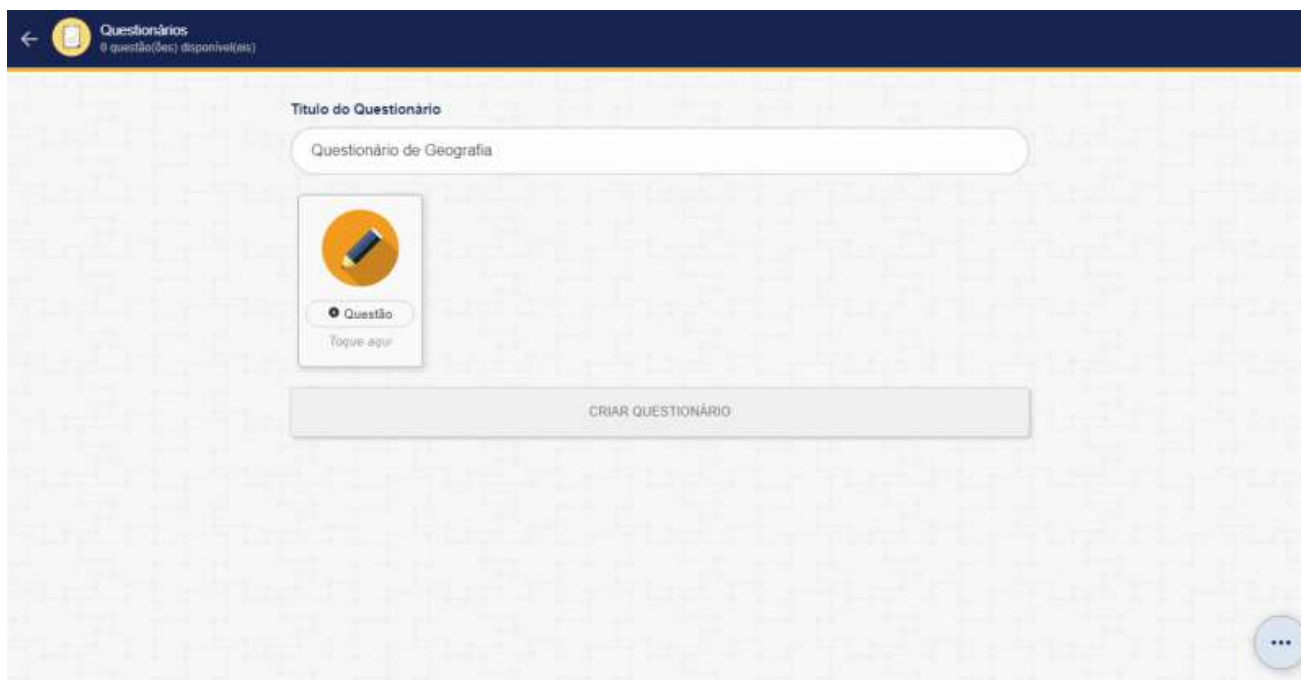 Questionários
0 questão(ões) disponível(eis)
Título do Questionário
Questionário de Geografia
Questão
Toque aqui
CRIAR QUESTIONÁRIO